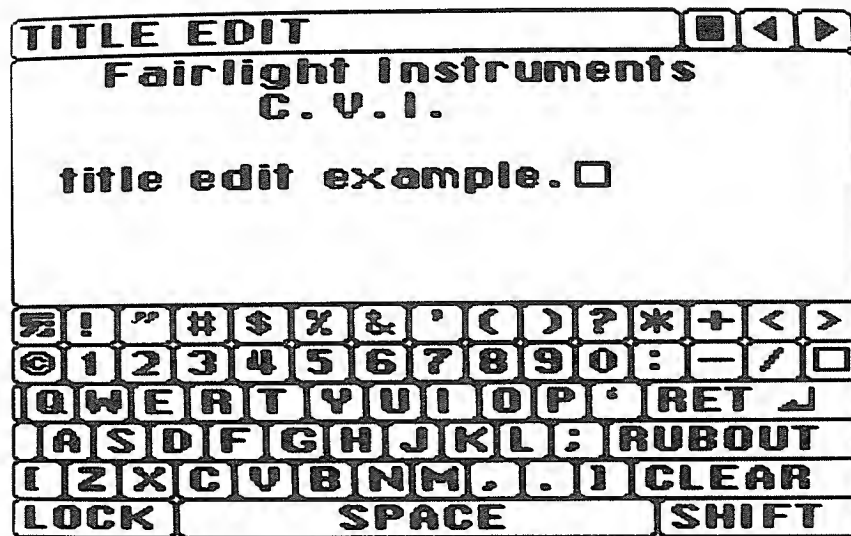 TITLE EDIT
Fairlight Instruments
C.V.I.
title edit example.
! " # $ % & ' ( ) ? * + < >
© 1 2 3 4 5 6 7 8 9 0 : - /
Q W E R T Y U I O P ' RET
A S D F G H J K L ; RUBOUT
[ Z X C V B N M , . ] CLEAR
LOCK SPACE SHIFT